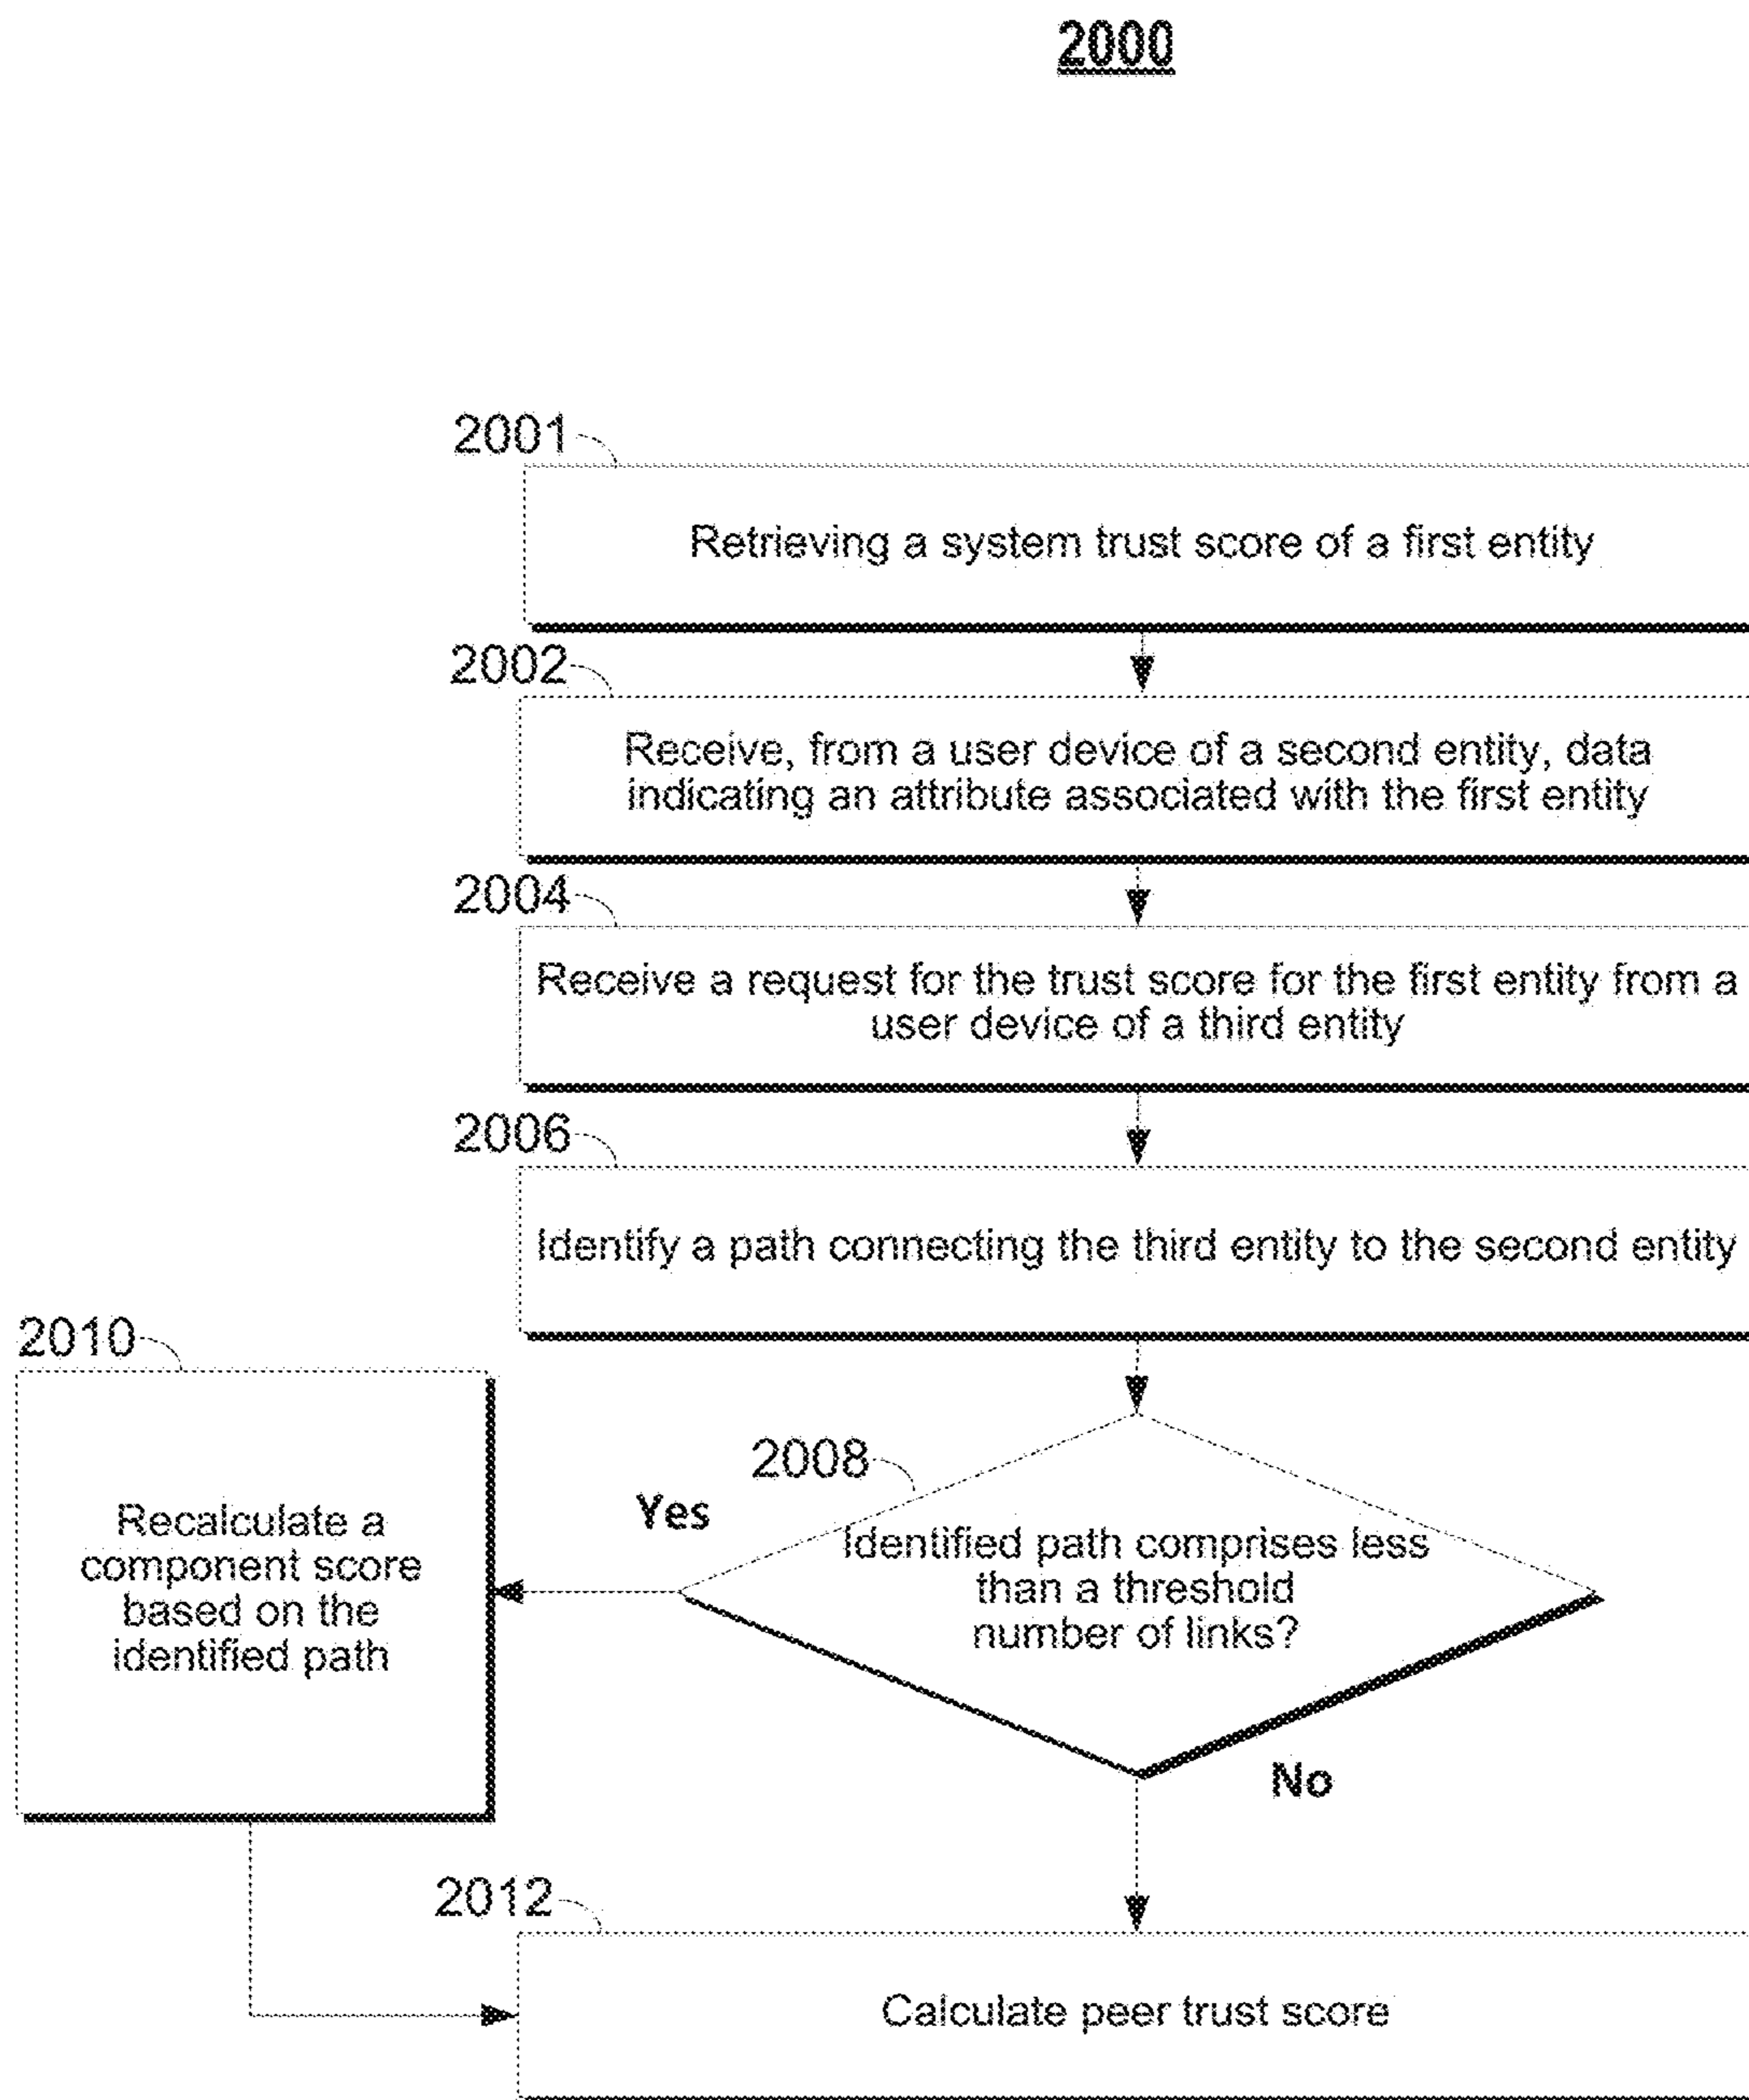 2000
2001
Retrieving a system trust score of a first entity
2002
Receive, from a user device of a second entity, data
indicating an attribute associated with the first entity
2004
Receive a request for the trust score for the first entity from a
user device of a third entity
2006
Identify a path connecting the third entity to the second entity
2010
Recalculate a
component score
based on the
identified path
2008
Yes
Identified path comprises less
than a threshold
number of links?
No
2012
Calculate peer trust score